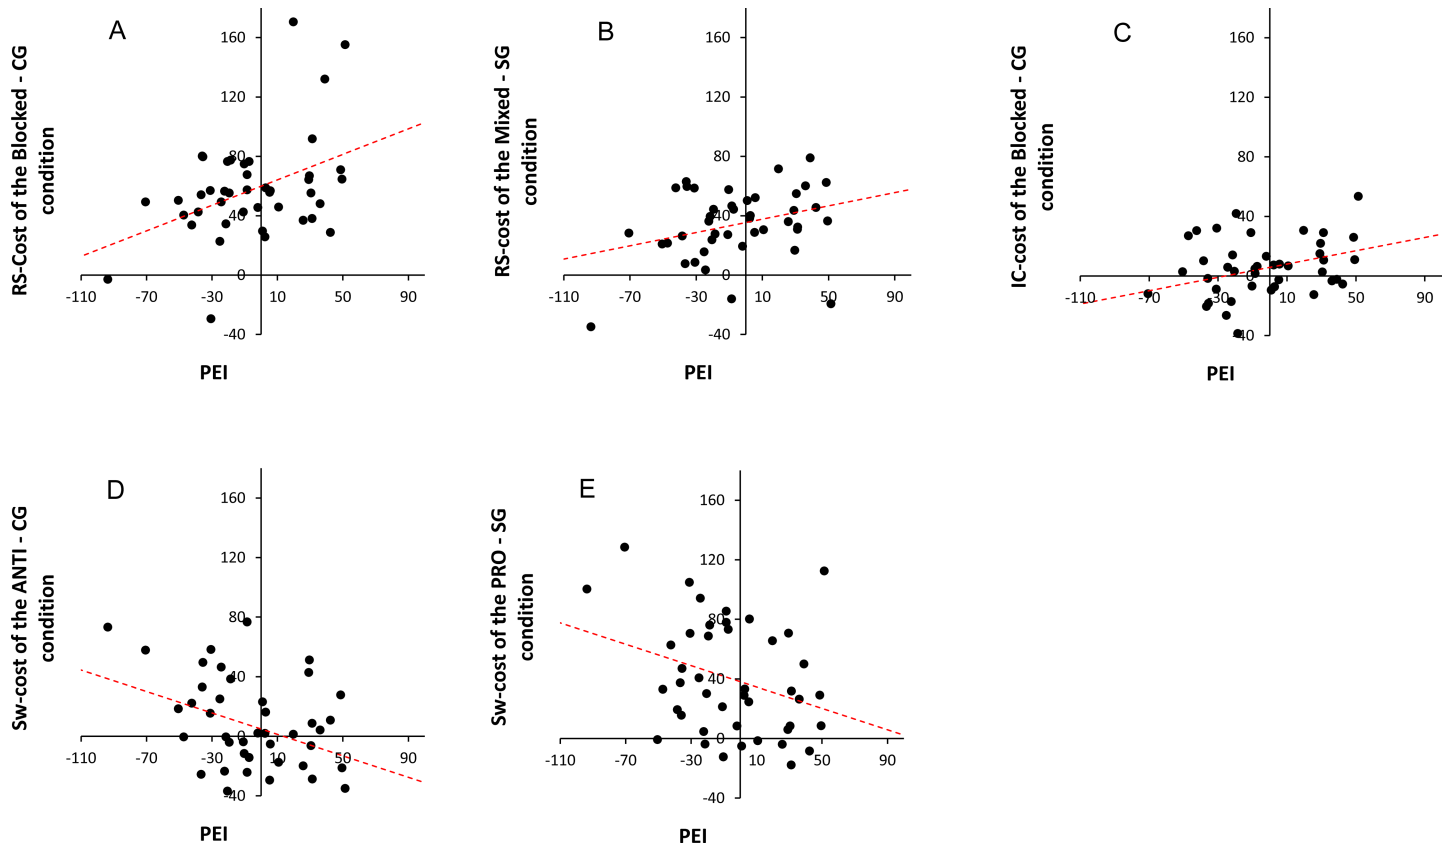 A
RS-Cost of the Blocked - CG
condition
160
120
80
40
0
-40
-110 -70 -30 10 50 90
PEI
B
RS-cost of the Mixed - SG
condition
160
120
80
40
0
-40
-110 -70 -30 10 50 90
PEI
C
IC-cost of the Blocked - CG
condition
160
120
80
40
0
-40
-110 -70 -30 10 50 90
PEI
D
Sw-cost of the ANTI - CG
condition
160
120
80
40
0
-40
-110 -70 -30 10 50 90
PEI
E
Sw-cost of the PRO - SG
condition
160
120
80
40
0
-40
-110 -70 -30 10 50 90
PEI